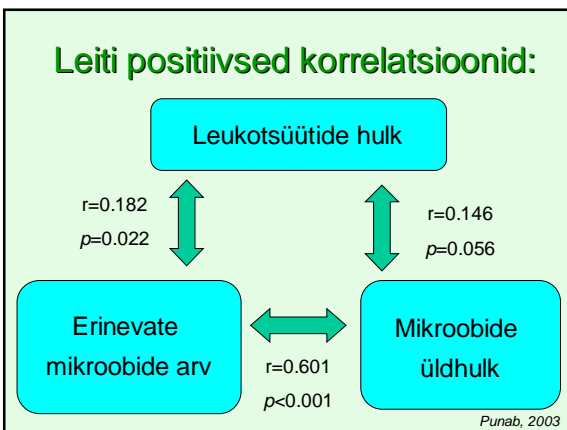 Leiti positiivsed korrelatsioonid:
Leukotsüütide hulk
r=0.182
p=0.022
r=0.146
p=0.056
Erinevate
mikroobide arv
r=0.601
p<0.001
Mikroobide
üldhulk
Punab, 2003